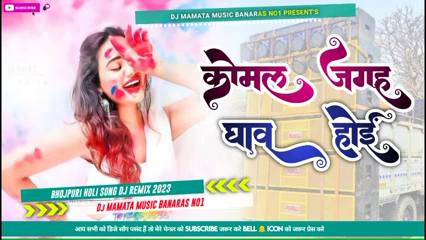 SUBSCRIBE
DJ MAMATA MUSIC BANARAS NO1 PRESENT'S
कोमल जगह
घाव होई
BHOJPURI HOLI SONG DJ REMIX 2023
DJ MAMATA MUSIC BANARAS NO1
आप सभी को डिजे सॉंग पसंद हैं तो मेरे चेनल को SUBSCRIBE जरूर करे BELL ICON को जरूर प्रेस करे